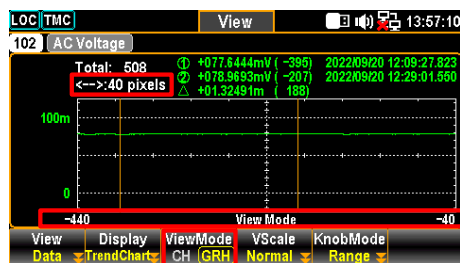 LOC TMC View 13:57:10
102 AC Voltage
Total: 508 ① +077.6444mV ( -395) 2022/09/20 12:09:27.823
<-->:40 pixels ② +078.9693mV ( -207) 2022/09/20 12:29:01.550
△ +01.32491m ( 188)
100m
0
-440 View Mode -40
View Display ViewMode VScale KnobMode
Data TrendChart CH GRH Normal Range